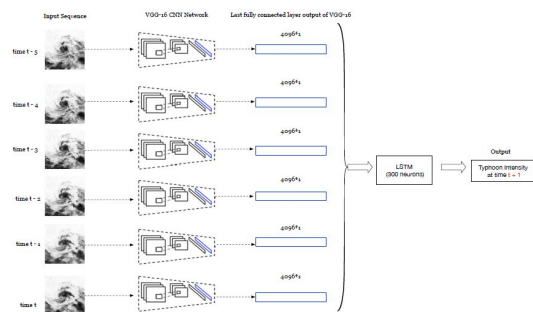 Input Sequence
VGG-16 CNN Network
Last fully connected layer output of VGG-16
4096*1
time t - 5
4096*1
time t - 4
4096*1
time t - 3
Output
LSTM
(300 neurons)
Typhoon Intensity
at time t + 1
4096*1
time t - 2
4096*1
time t - 1
4096*1
time t